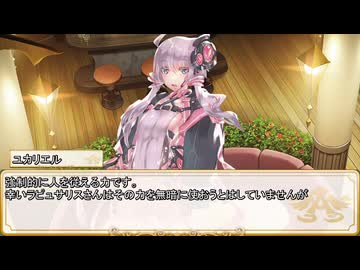 ユカリエル
強制的に人を従える力です。
幸いラピュサリスさんはその力を無暗に使おうとはしていませんが